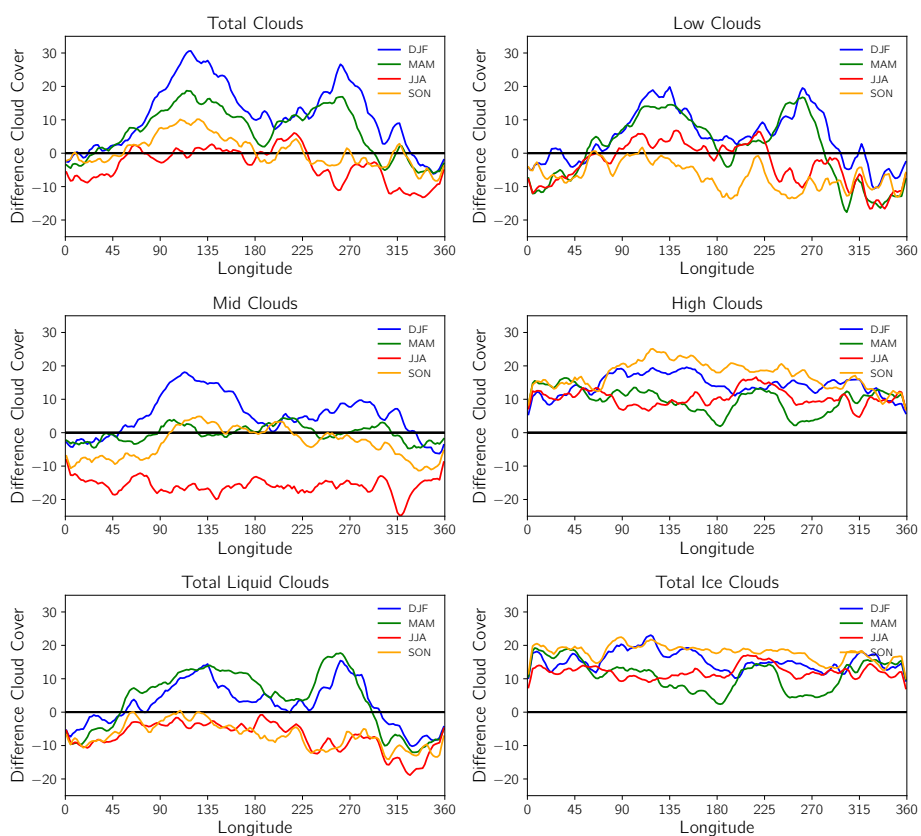 Total Clouds
Difference Cloud Cover
30
20
10
0
−10
−20
DJF
MAM
JJA
SON
0 45 90 135 180 225 270 315 360
Longitude
Low Clouds
Difference Cloud Cover
30
20
10
0
−10
−20
DJF
MAM
JJA
SON
0 45 90 135 180 225 270 315 360
Longitude
Mid Clouds
Difference Cloud Cover
30
20
10
0
−10
−20
DJF
MAM
JJA
SON
0 45 90 135 180 225 270 315 360
Longitude
High Clouds
Difference Cloud Cover
30
20
10
0
−10
−20
DJF
MAM
JJA
SON
0 45 90 135 180 225 270 315 360
Longitude
Total Liquid Clouds
Difference Cloud Cover
30
20
10
0
−10
−20
DJF
MAM
JJA
SON
0 45 90 135 180 225 270 315 360
Longitude
Total Ice Clouds
Difference Cloud Cover
30
20
10
0
−10
−20
DJF
MAM
JJA
SON
0 45 90 135 180 225 270 315 360
Longitude